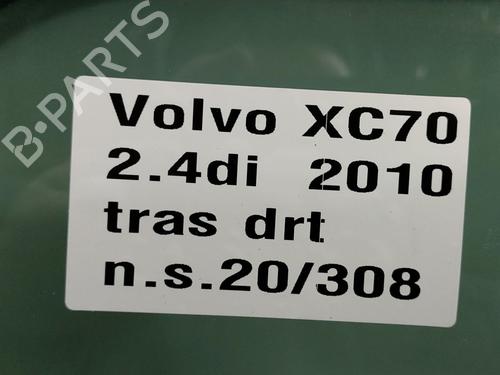 B-PARTS
Volvo XC70
2.4di 2010
tras drt
n.s.20/308